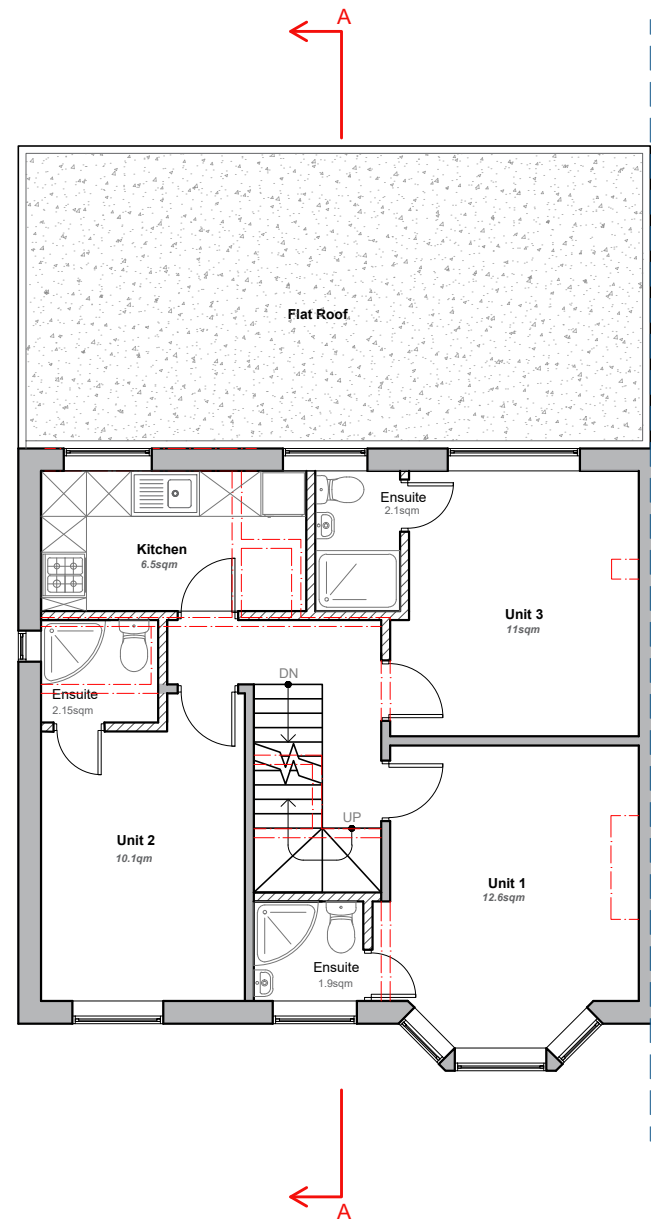 A
Flat Roof
Ensuite
2.1sqm
Kitchen
6.5sqm
Unit 3
11sqm
DN
Ensuite
2.15sqm
UP
Unit 2
10.1qm
Unit 1
12.6sqm
Ensuite
1.9sqm
A